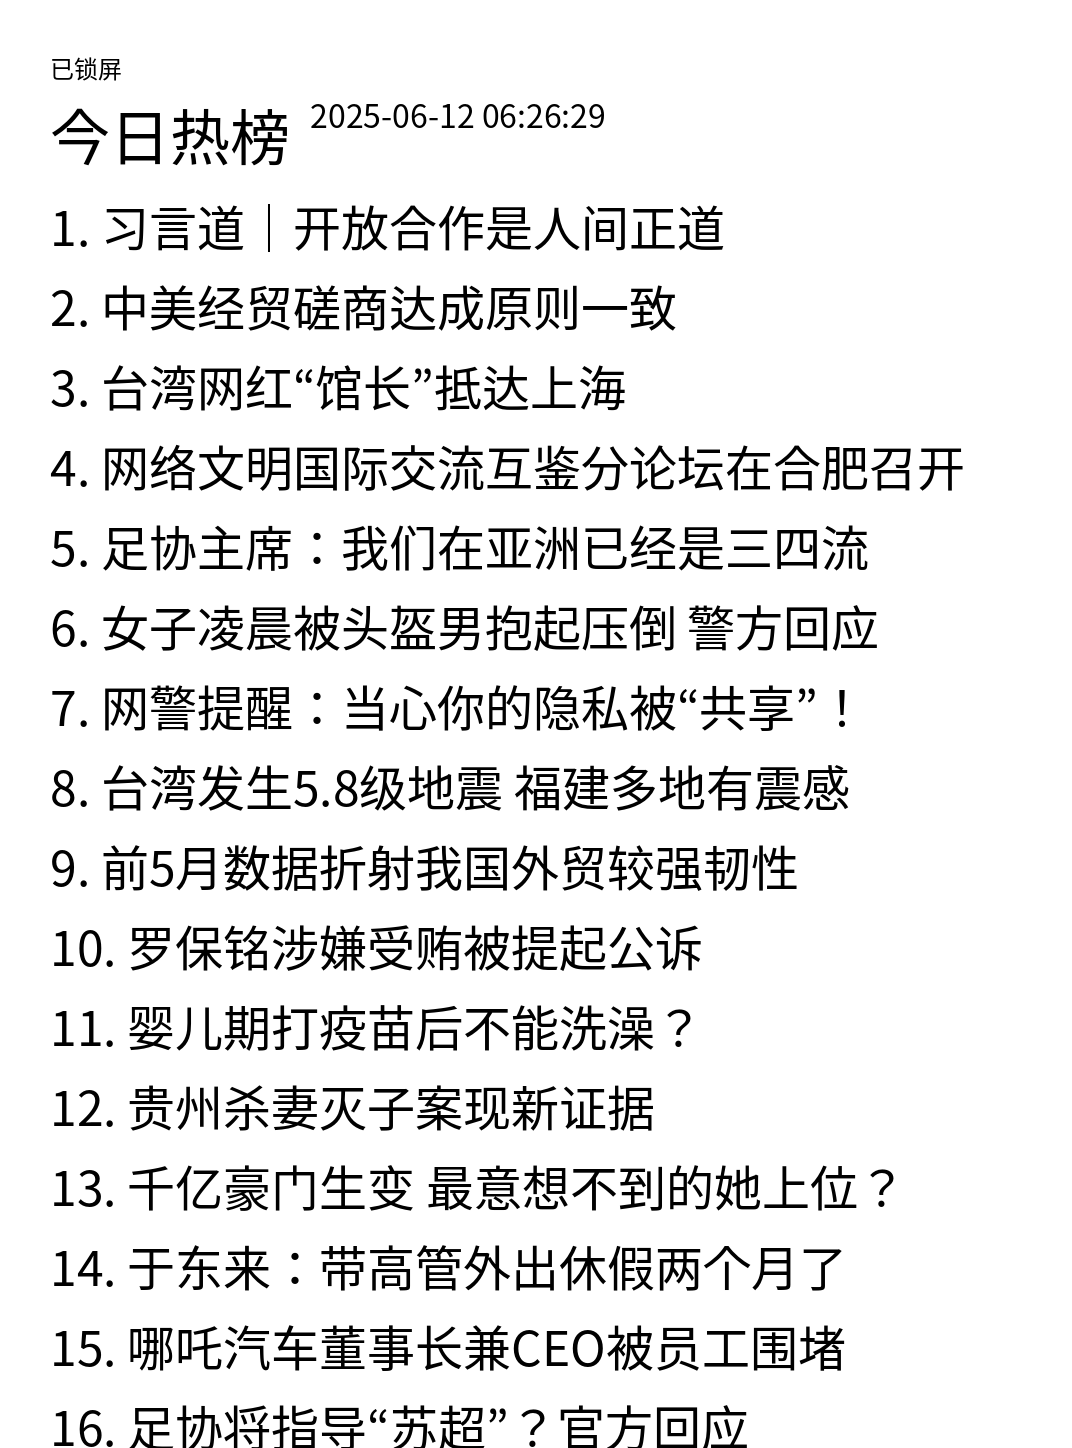 已锁屏
今日热榜 2025-06-12 06:26:29
1. 习言道｜开放合作是人间正道
2. 中美经贸磋商达成原则一致
3. 台湾网红“馆长”抵达上海
4. 网络文明国际交流互鉴分论坛在合肥召开
5. 足协主席：我们在亚洲已经是三四流
6. 女子凌晨被头盔男抱起压倒 警方回应
7. 网警提醒：当心你的隐私被“共享”！
8. 台湾发生5.8级地震 福建多地有震感
9. 前5月数据折射我国外贸较强韧性
10. 罗保铭涉嫌受贿被提起公诉
11. 婴儿期打疫苗后不能洗澡？
12. 贵州杀妻灭子案现新证据
13. 千亿豪门生变 最意想不到的她上位？
14. 于东来：带高管外出休假两个月了
15. 哪吒汽车董事长兼CEO被员工围堵
16. 足协将指导“苏超”？官方回应